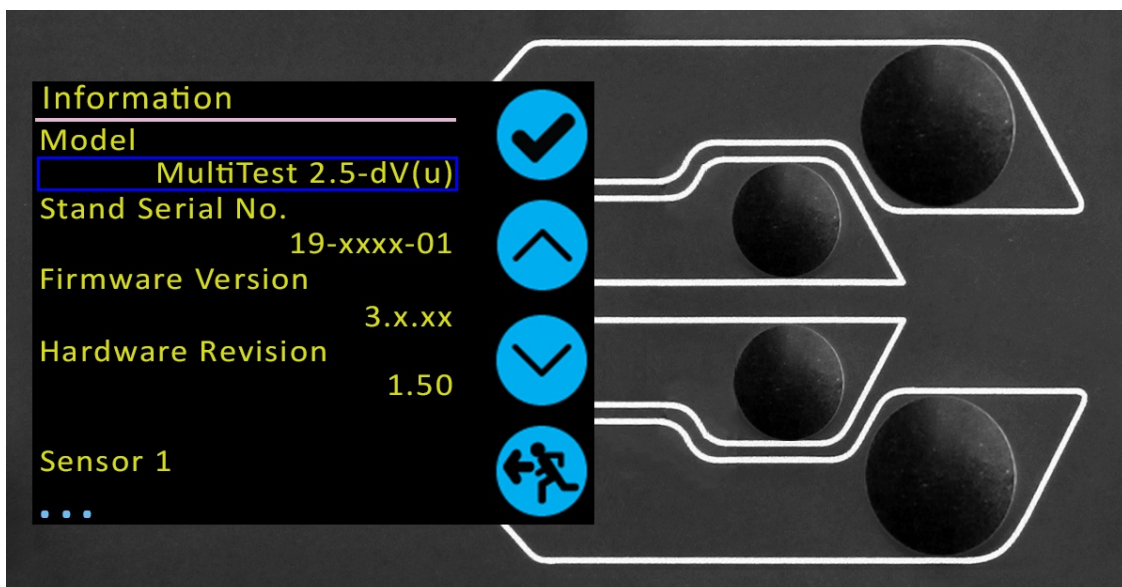 Information
Model
MultiTest 2.5-dV(u)
Stand Serial No.
19-xxxx-01
Firmware Version
3.x.xx
Hardware Revision
1.50
Sensor 1
...